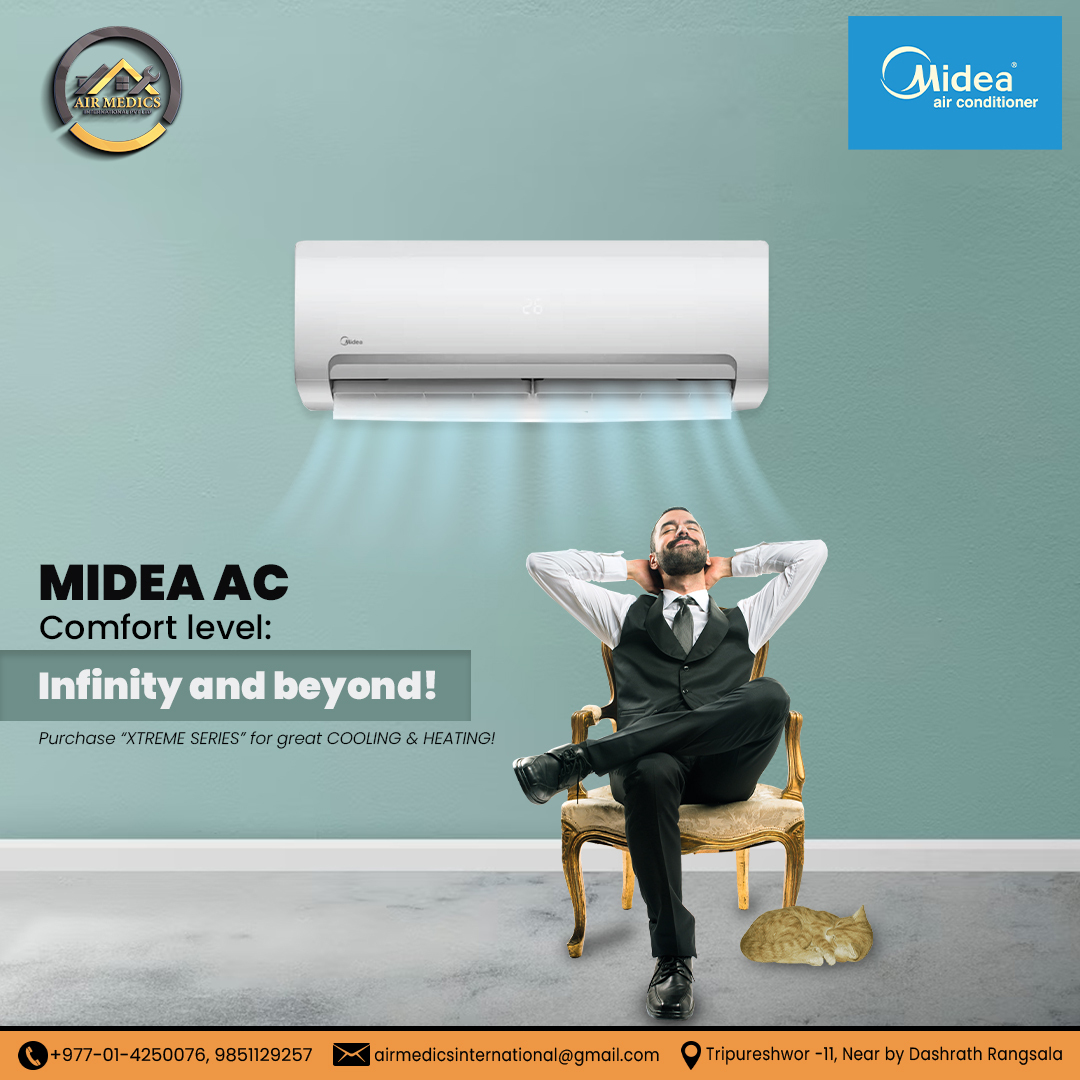 AIR MEDICS
Midea®
air conditioner
26
Midea
MIDEA AC
Comfort level:
Infinity and beyond!
Purchase “XTREME SERIES” for great COOLING & HEATING!
+977-01-4250076, 9851129257
airmedicsinternational@gmail.com
Tripureshwor -11, Near by Dashrath Rangsala